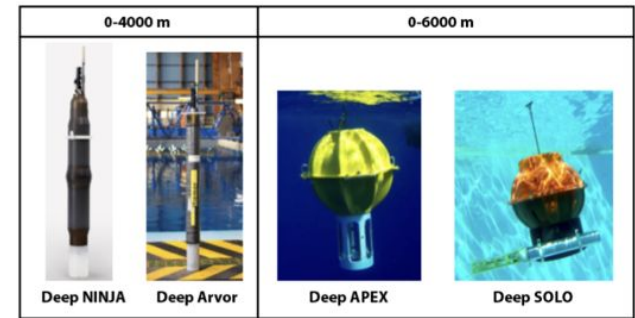 0-4000 m
0-6000 m
Deep NINJA
Deep Arvor
Deep APEX
Deep SOLO